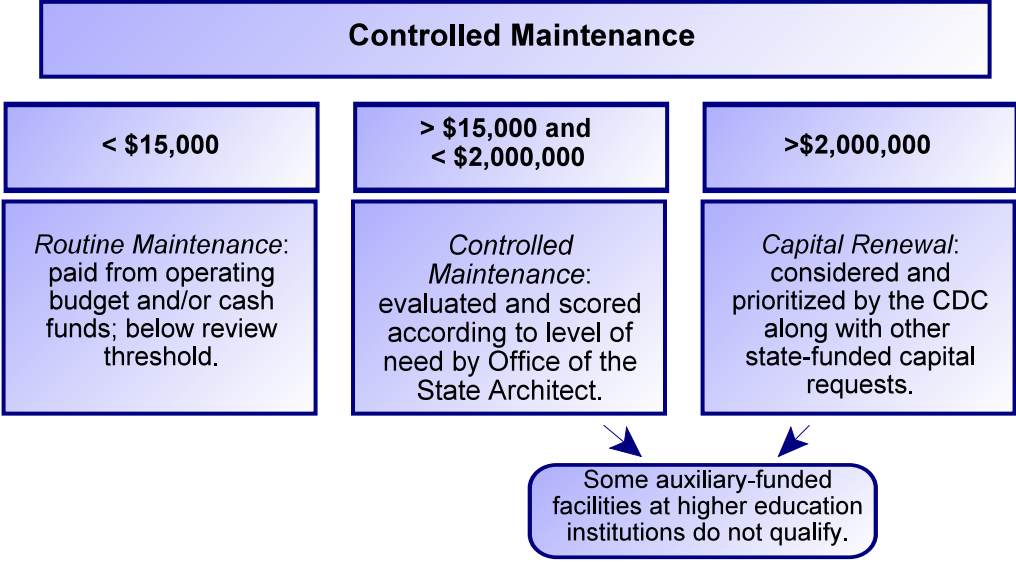 Controlled Maintenance
< $15,000
> $15,000 and
< $2,000,000
>$2,000,000
Routine Maintenance:
paid from operating
budget and/or cash
funds; below review
threshold.
Controlled
Maintenance:
evaluated and scored
according to level of
need by Office of the
State Architect.
Capital Renewal:
considered and
prioritized by the CDC
along with other
state-funded capital
requests.
Some auxiliary-funded
facilities at higher education
institutions do not qualify.